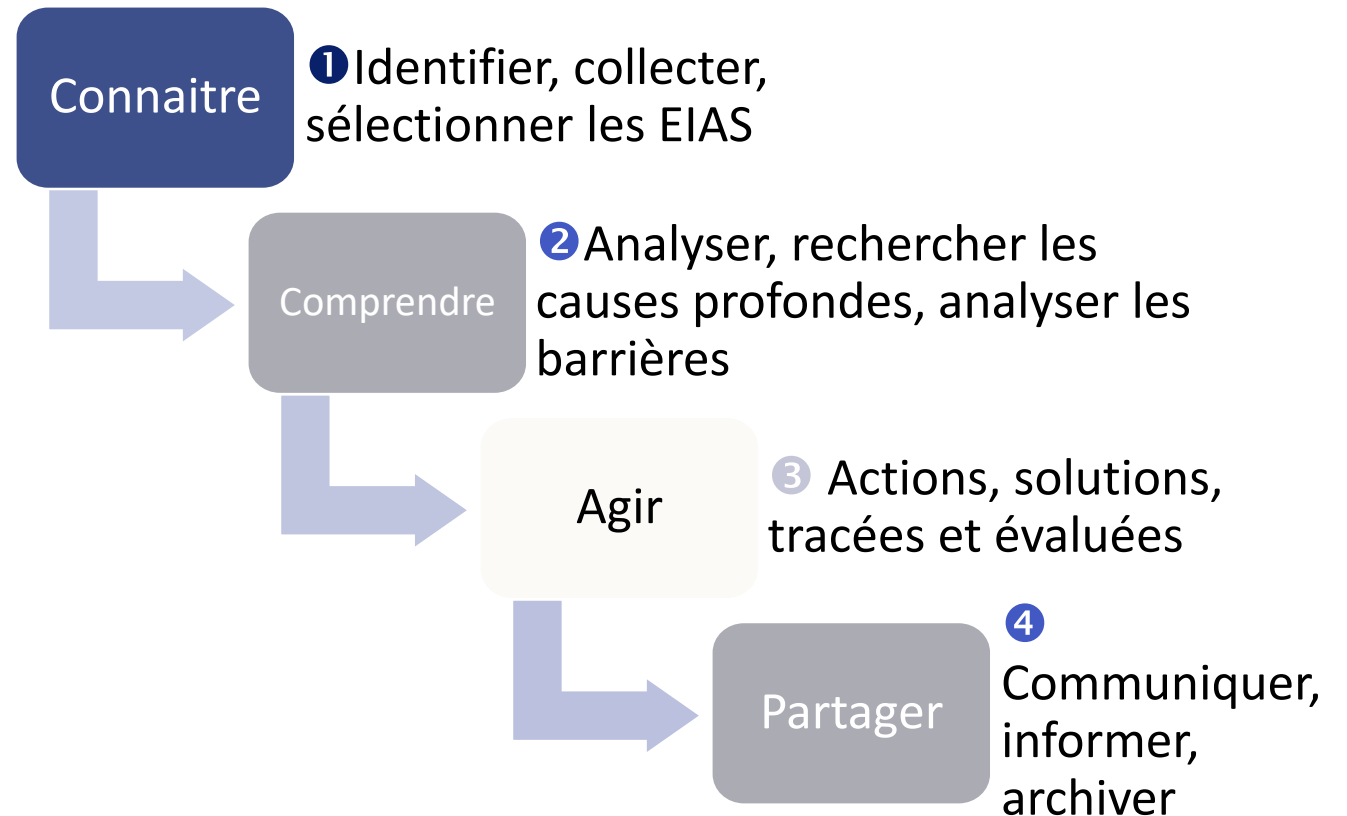 Connaitre
❶Identifier, collecter,
sélectionner les EIAS
Comprendre
❷Analyser, rechercher les
causes profondes, analyser les
barrières
Agir
❸ Actions, solutions,
tracées et évaluées
Partager
❹
Communiquer,
informer,
archiver